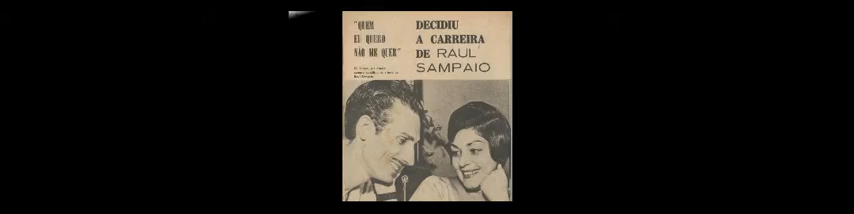 "QUEM
EU QUERO
NÃO ME QUER"
DECIDIU
A CARREIRA
DE RAUL
SAMPAIO